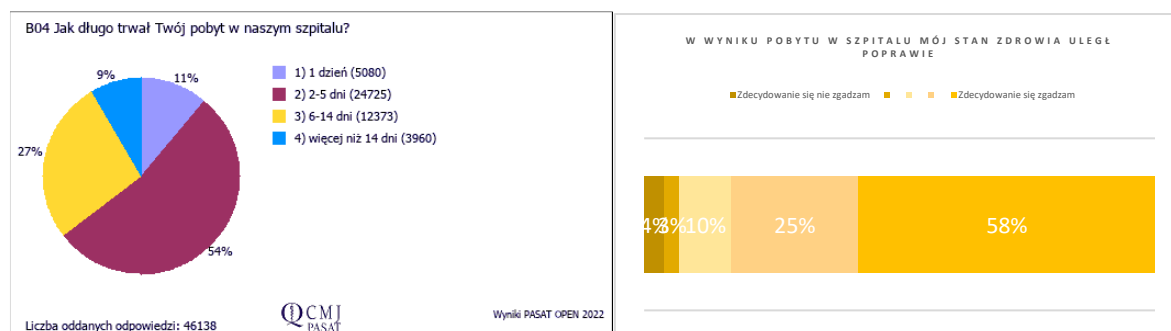 B04 Jak długo trwał Twój pobyt w naszym szpitalu?
9%
11%
27%
54%
1) 1 dzień (5080)
2) 2-5 dni (24725)
3) 6-14 dni (12373)
4) więcej niż 14 dni (3960)
Liczba oddanych odpowiedzi: 46138
QCMJ
PASAT
Wyniki PASAT OPEN 2022
W WYNIKU POBYTU W SZPITALU MÓJ STAN ZDROWIA ULEGŁ
POPRAWIE
Zdecydowanie się nie zgadzam
Zdecydowanie się zgadzam
4% 3% 10% 25% 58%